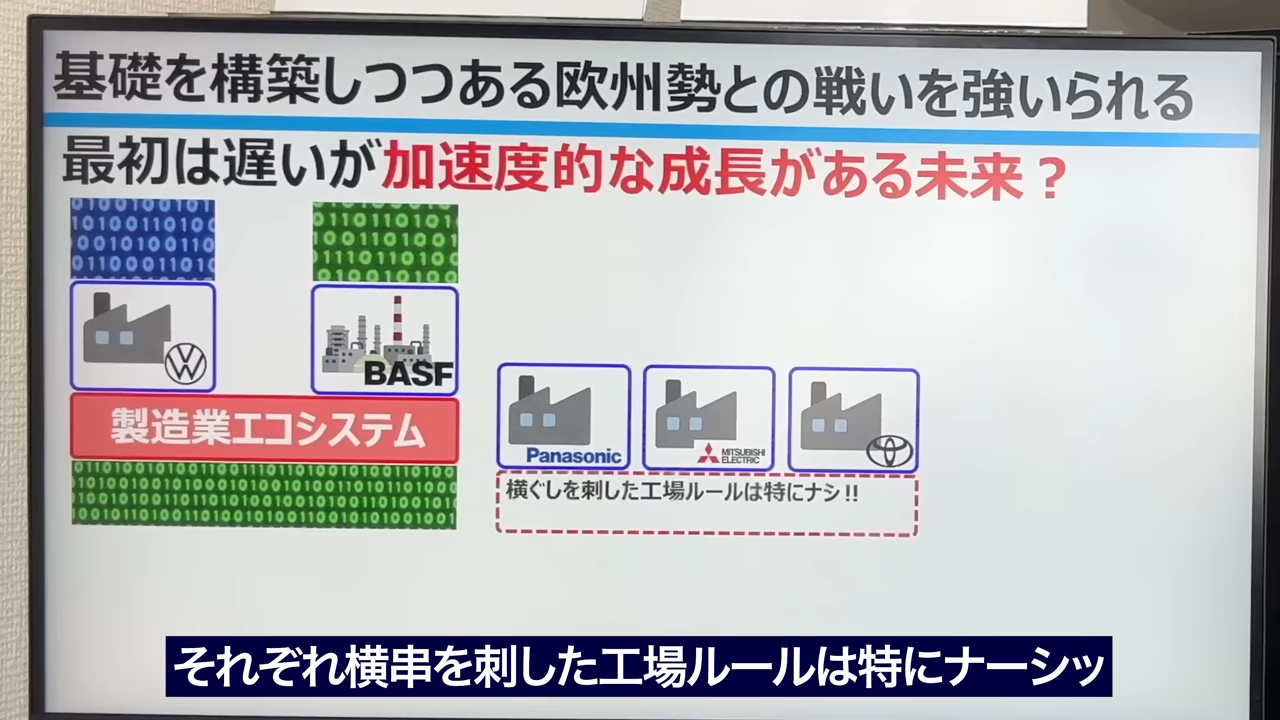 基礎を構築しつつある欧州勢との戦いを強いられる
最初は遅いが加速度的な成長がある未来？
BASF
製造業エコシステム
Panasonic
MITSUBISHI
ELECTRIC
横ぐしを刺した工場ルールは特にナシ!!
それぞれ横串を刺した工場ルールは特にナーシッ